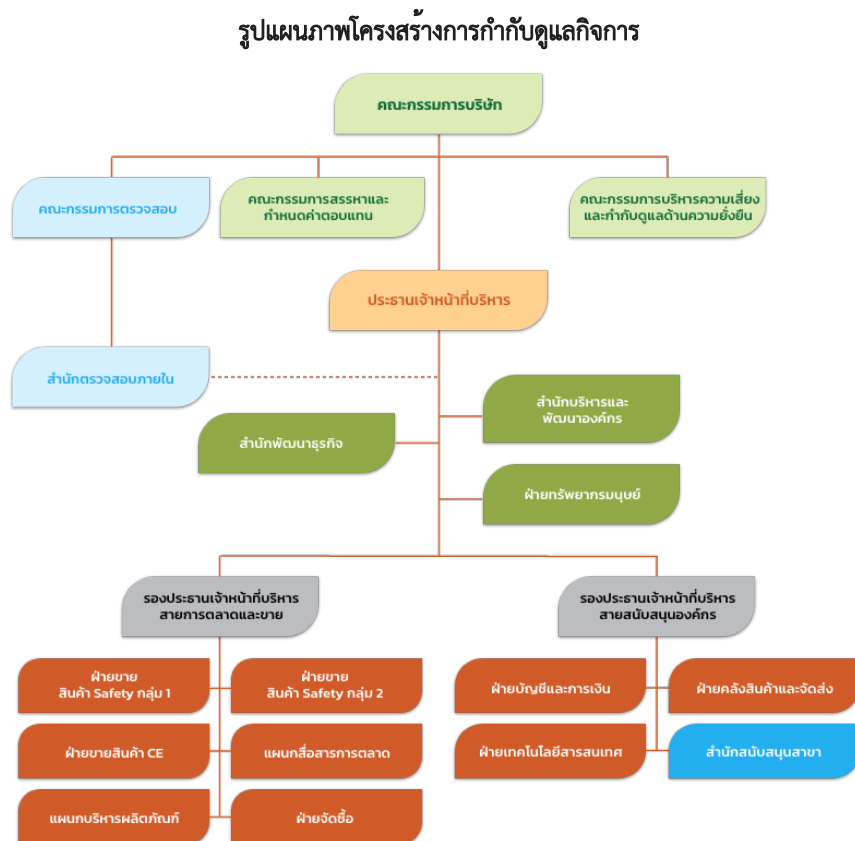 รูปแผนภาพโครงสร้างการกำกับดูแลกิจการ
คณะกรรมการบริษัท
คณะกรรมการตรวจสอบ
คณะกรรมการสรรหาและ
กำหนดค่าตอบแทน
คณะกรรมการบริหารความเสี่ยง
และกำกับดูแลด้านความยั่งยืน
ประธานเจ้าหน้าที่บริหาร
สำนักตรวจสอบภายใน
สำนักบริหารและ
พัฒนาองค์กร
สำนักพัฒนาธุรกิจ
ฝ่ายทรัพยากรมนุษย์
รองประธานเจ้าหน้าที่บริหาร
สายการตลาดและขาย
รองประธานเจ้าหน้าที่บริหาร
สายสนับสนุนองค์กร
ฝ่ายขาย
สินค้า Safety กลุ่ม 1
ฝ่ายขาย
สินค้า Safety กลุ่ม 2
ฝ่ายบัญชีและการเงิน
ฝ่ายคลังสินค้าและจัดส่ง
ฝ่ายขายสินค้า CE
แผนกสื่อสารการตลาด
ฝ่ายเทคโนโลยีสารสนเทศ
สำนักสนับสนุนสาขา
แผนกบริหารผลิตภัณฑ์
ฝ่ายจัดซื้อ